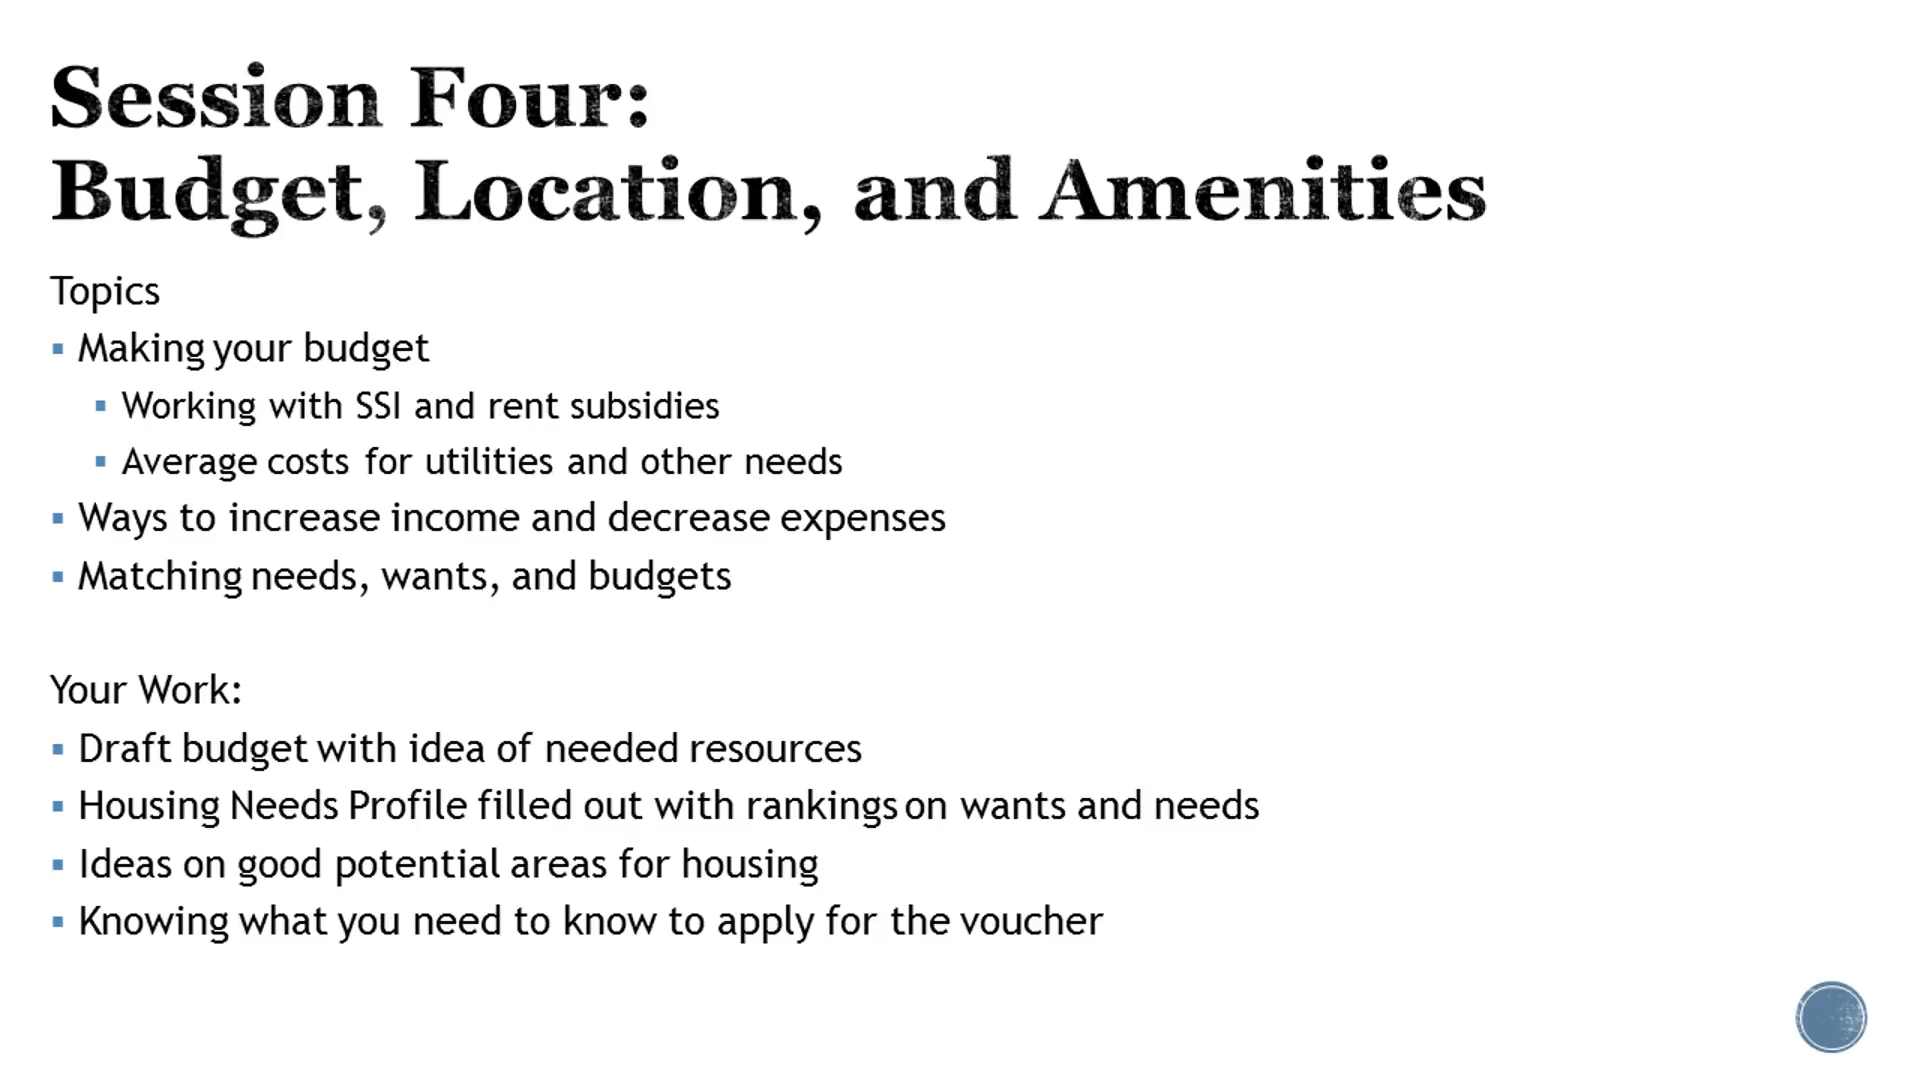 Session Four:
Budget, Location, and Amenities
Topics
▪ Making your budget
▪ Working with SSI and rent subsidies
▪ Average costs for utilities and other needs
▪ Ways to increase income and decrease expenses
▪ Matching needs, wants, and budgets
Your Work:
▪ Draft budget with idea of needed resources
▪ Housing Needs Profile filled out with rankings on wants and needs
▪ Ideas on good potential areas for housing
▪ Knowing what you need to know to apply for the voucher